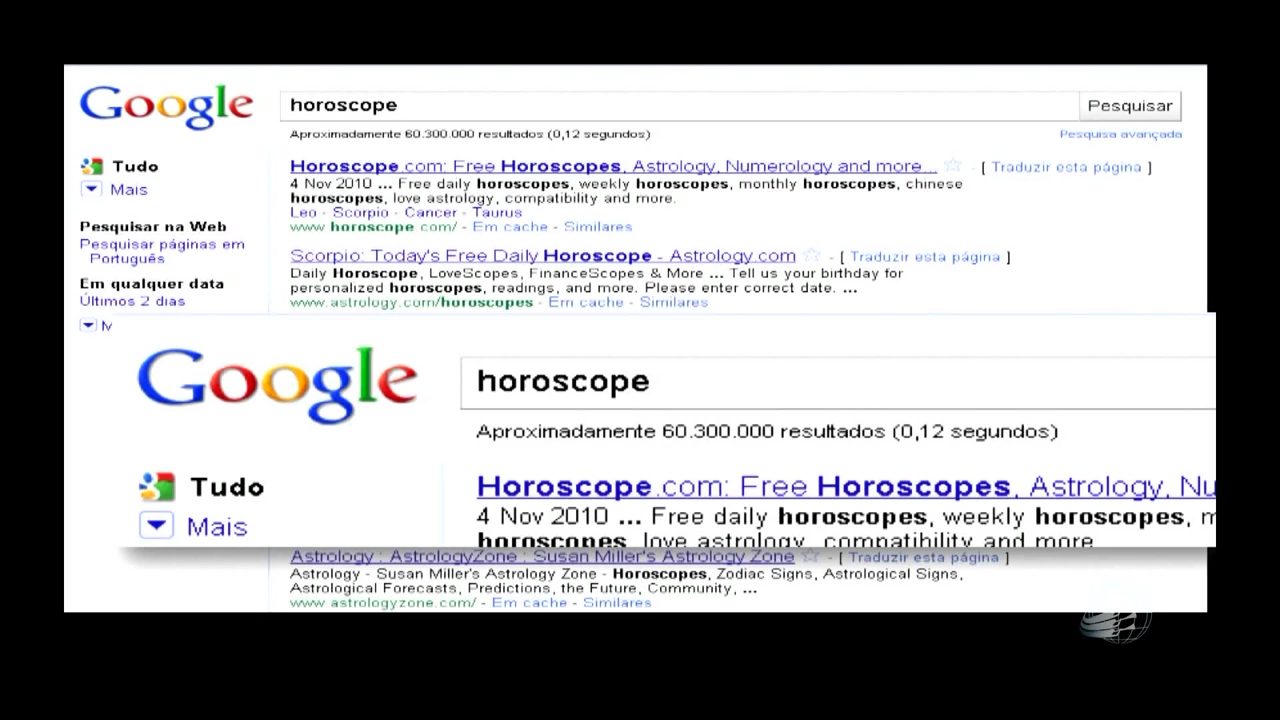 Google
horoscope
Pesquisar
Aproximadamente 60.300.000 resultados (0,12 segundos)
Pesquisa avançada
Tudo
Mais
Pesquisar na Web
Pesquisar páginas em
Português
Em qualquer data
Últimos 2 dias
M
Horoscope.com: Free Horoscopes, Astrology, Numerology and more... - [ Traduzir esta página ]
4 Nov 2010 ... Free daily horoscopes, weekly horoscopes, monthly horoscopes, chinese
horoscopes, love astrology, compatibility and more.
Leo - Scorpio - Cancer - Taurus
www.horoscope.com/ - Em cache - Similares
Scorpio: Today's Free Daily Horoscope - Astrology.com - [ Traduzir esta página ]
Daily Horoscope, LoveScopes, FinanceScopes & More ... Tell us your birthday for
personalized horoscopes, readings, and more. Please enter correct date. ...
www.astrology.com/horoscopes - Em cache - Similares
Google
horoscope
Aproximadamente 60.300.000 resultados (0,12 segundos)
Tudo
Mais
Horoscope.com: Free Horoscopes, Astrology, Nu
4 Nov 2010 ... Free daily horoscopes, weekly horoscopes, m
horoscopes, love astrology, compatibility and more
Astrology : AstrologyZone : Susan Miller's Astrology Zone - [ Traduzir esta página ]
Astrology - Susan Miller's Astrology Zone - Horoscopes, Zodiac Signs, Astrological Signs,
Astrological Forecasts, Predictions, the Future, Community, ...
www.astrologyzone.com/ - Em cache - Similares